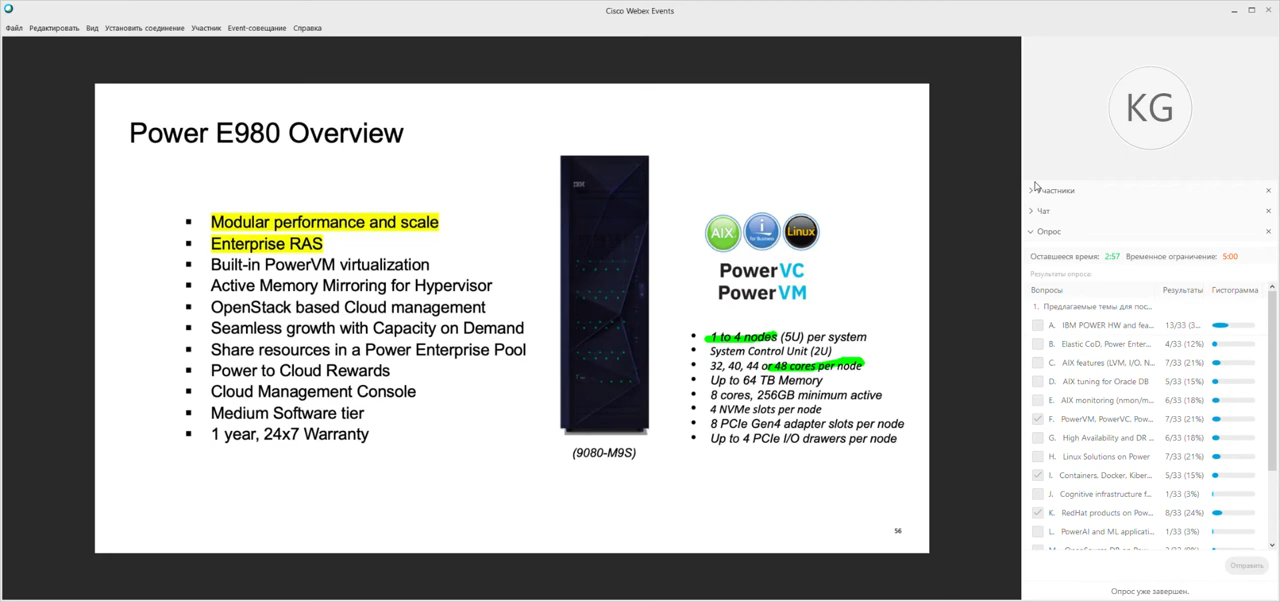 Cisco Webex Events
Файл Редактировать Вид Установить соединение Участник Event-совещание Справка
Power E980 Overview
Modular performance and scale
Enterprise RAS
Built-in PowerVM virtualization
Active Memory Mirroring for Hypervisor
OpenStack based Cloud management
Seamless growth with Capacity on Demand
Share resources in a Power Enterprise Pool
Power to Cloud Rewards
Cloud Management Console
Medium Software tier
1 year, 24x7 Warranty
IBM
(9080-M9S)
AIX i for Business Linux
PowerVC
PowerVM
1 to 4 nodes (5U) per system
System Control Unit (2U)
32, 40, 44 or 48 cores per node
Up to 64 TB Memory
8 cores, 256GB minimum active
4 NVMe slots per node
8 PCIe Gen4 adapter slots per node
Up to 4 PCIe I/O drawers per node
56
KG
Участники
Чат
Опрос
Оставшееся время: 2:57 Временное ограничение: 5:00
Результаты опроса:
Вопросы Результаты Гистограмма
1. Предлагаемые темы для пос...
A. IBM POWER HW and fea... 13/33 (3...
B. Elastic CoD, Power Enter... 4/33 (12%)
C. AIX features (LVM, I/O, N... 7/33 (21%)
D. AIX tuning for Oracle DB 5/33 (15%)
E. AIX monitoring (nmon/m... 6/33 (18%)
F. PowerVM, PowerVC, Pow... 7/33 (21%)
G. High Availability and DR ... 6/33 (18%)
H. Linux Solutions on Power 7/33 (21%)
I. Containers, Docker, Kiber... 5/33 (15%)
J. Cognitive infrastructure f... 1/33 (3%)
K. RedHat products on Pow... 8/33 (24%)
L. PowerAI and ML applicati... 1/33 (3%)
Отправить
Опрос уже завершен.